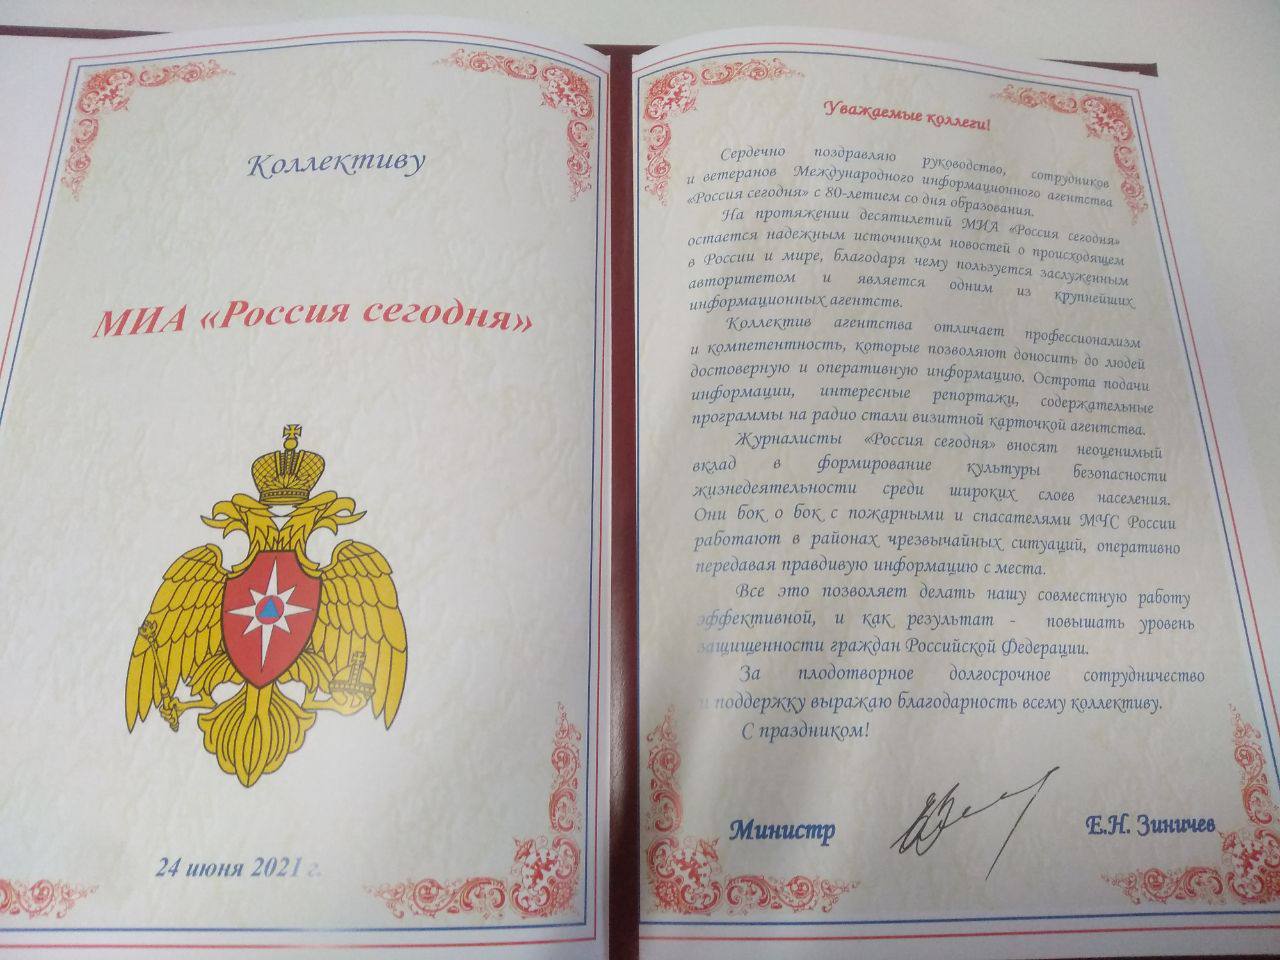 Коллективу
МИА «Россия сегодня»
24 июня 2021 г.
Уважаемые коллеги!
Сердечно поздравляю руководство, сотрудников
и ветеранов Международного информационного агентства
«Россия сегодня» с 80-летием со дня образования.
На протяжении десятилетий МИА «Россия сегодня»
остается надежным источником новостей о происходящем
в России и мире, благодаря чему пользуется заслуженным
авторитетом и является одним из крупнейших
информационных агентств.
Коллектив агентства отличает профессионализм
и компетентность, которые позволяют доносить до людей
достоверную и оперативную информацию. Острота подачи
информации, интересные репортажи, содержательные
программы на радио стали визитной карточкой агентства.
Журналисты «Россия сегодня» вносят неоценимый
вклад в формирование культуры безопасности
жизнедеятельности среди широких слоев населения.
Они бок о бок с пожарными и спасателями МЧС России
работают в районах чрезвычайных ситуаций, оперативно
передавая правдивую информацию с места.
Все это позволяет делать нашу совместную работу
эффективной, и как результат - повышать уровень
защищенности граждан Российской Федерации.
За плодотворное долгосрочное сотрудничество
и поддержку выражаю благодарность всему коллективу.
С праздником!
Министр Е.Н. Зиничев